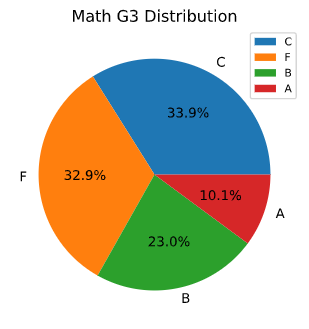 Math G3 Distribution
C
F
B
A
C
33.9%
F
32.9%
10.1%
A
23.0%
B